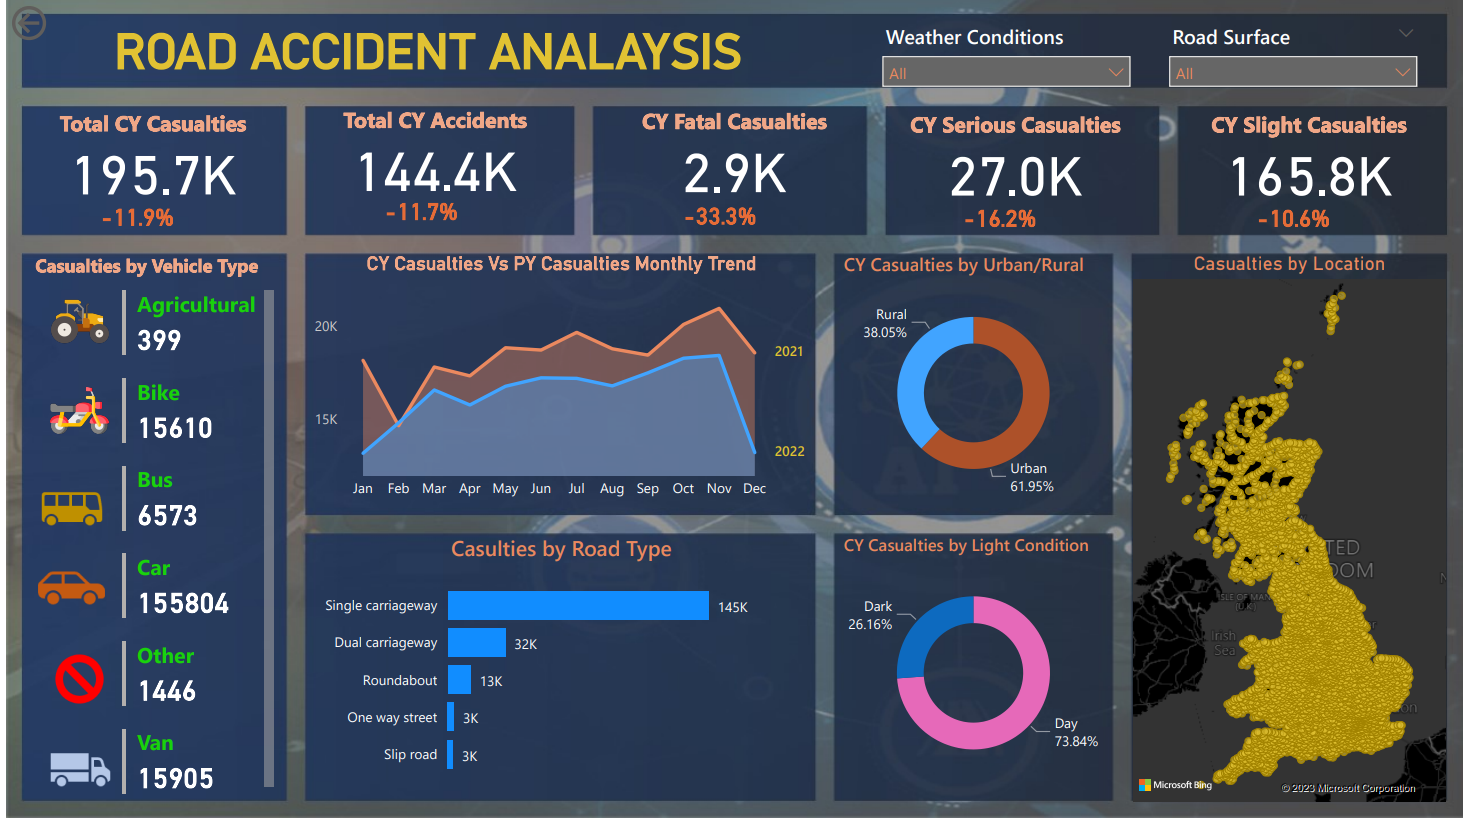 ROAD ACCIDENT ANALAYSIS
Weather Conditions
All
Road Surface
All
Total CY Casualties
195.7K
-11.9%
Total CY Accidents
144.4K
-11.7%
CY Fatal Casualties
2.9K
-33.3%
CY Serious Casualties
27.0K
-16.2%
CY Slight Casualties
165.8K
-10.6%
Casualties by Vehicle Type
Agricultural
399
Bike
15610
Bus
6573
Car
155804
Other
1446
Van
15905
CY Casualties Vs PY Casualties Monthly Trend
20K
15K
2021
2022
Jan Feb Mar Apr May Jun Jul Aug Sep Oct Nov Dec
Casulties by Road Type
Single carriageway 145K
Dual carriageway 32K
Roundabout 13K
One way street 3K
Slip road 3K
CY Casualties by Urban/Rural
Rural
38.05%
Urban
61.95%
CY Casualties by Light Condition
Dark
26.16%
Day
73.84%
Casualties by Location
TED
DOM
ISLE OF MAN
(U.K.)
Irish
Sea
Microsoft Bing
© 2023 Microsoft Corporation